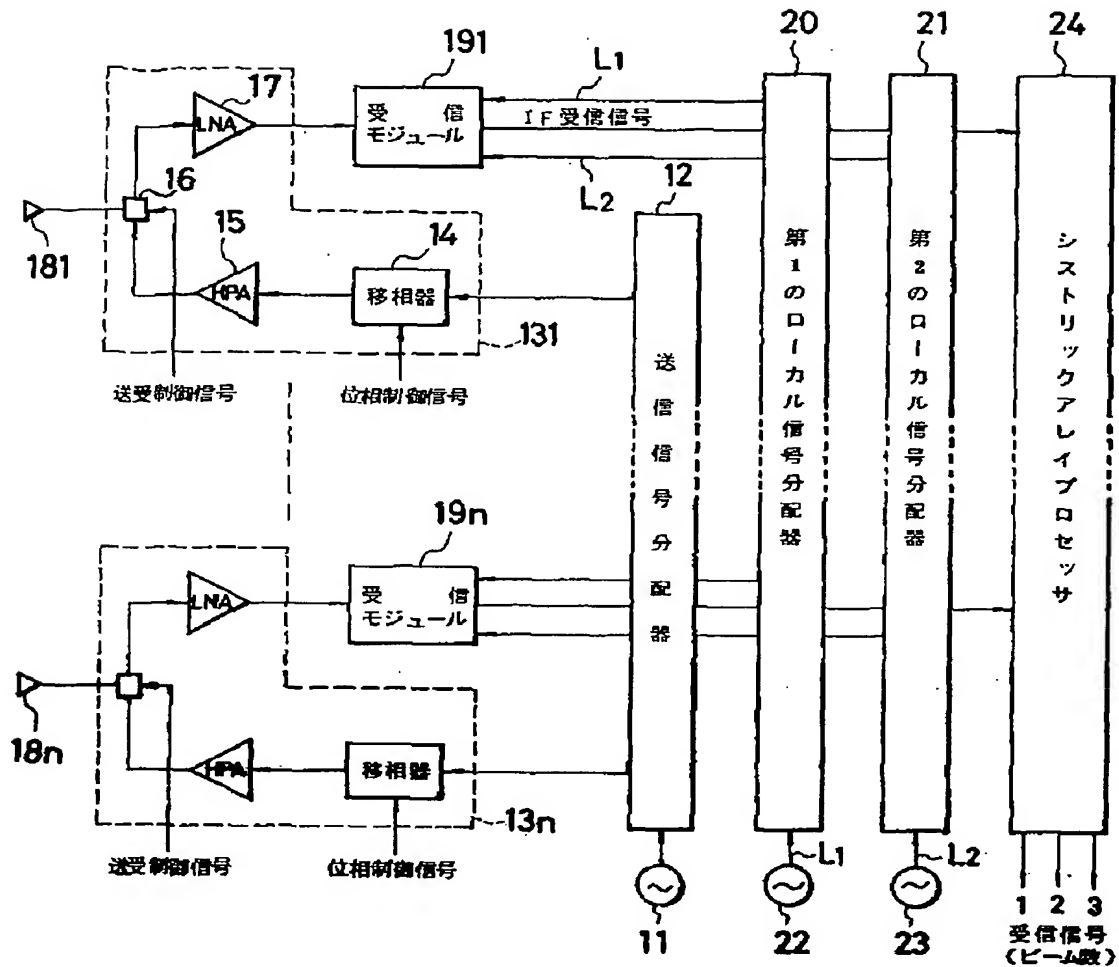 20
21
24
191
17
LNA
受信
モジュール
L1
IF受信信号
L2
12
16
181
15
HPA
14
移相器
131
送受制御信号
位相制御信号
送信信号分配器
第1のローカル信号分配器
第2のローカル信号分配器
シストリックアレイプロセッサ
19n
LNA
受信
モジュール
18n
HPA
移相器
13n
送受制御信号
位相制御信号
L1
L2
11
22
23
1 2 3
受信信号
(ビーム数)